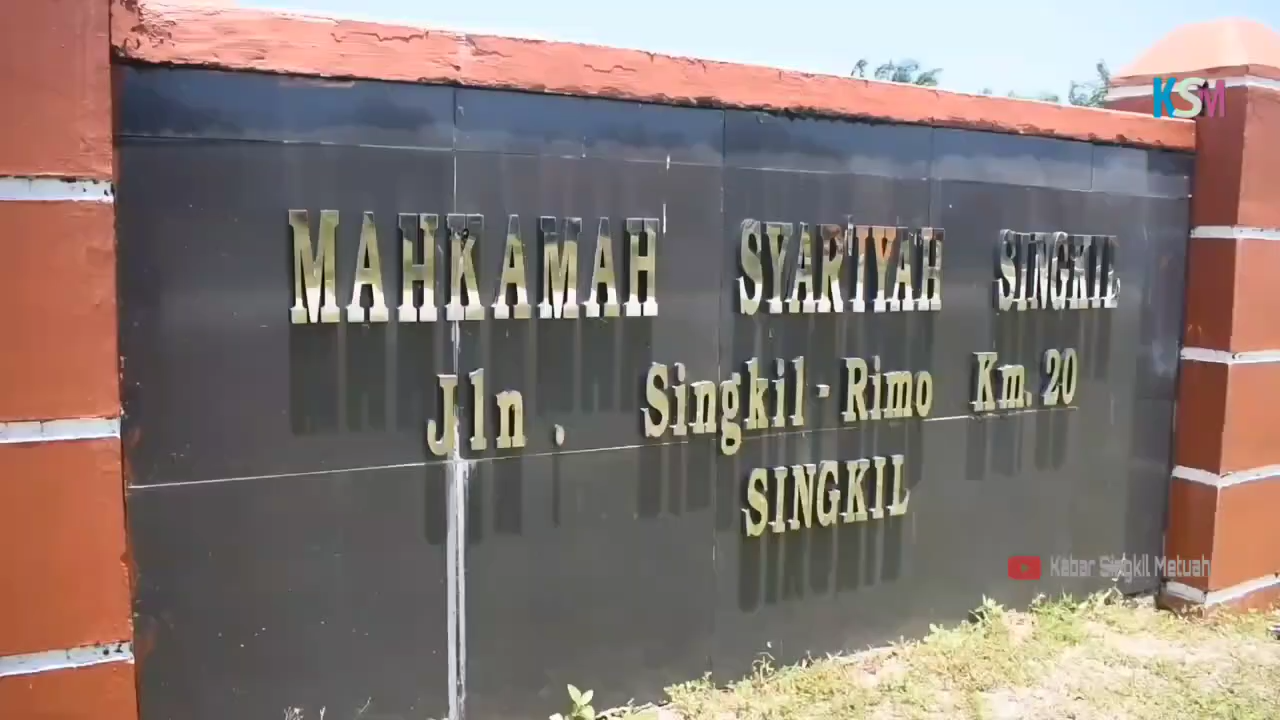 KSM
MAHKAMAH SYAR'IYAH SINGKIL
Jln . Singkil - Rimo Km. 20
SINGKIL
Kabar Singkil Metuah